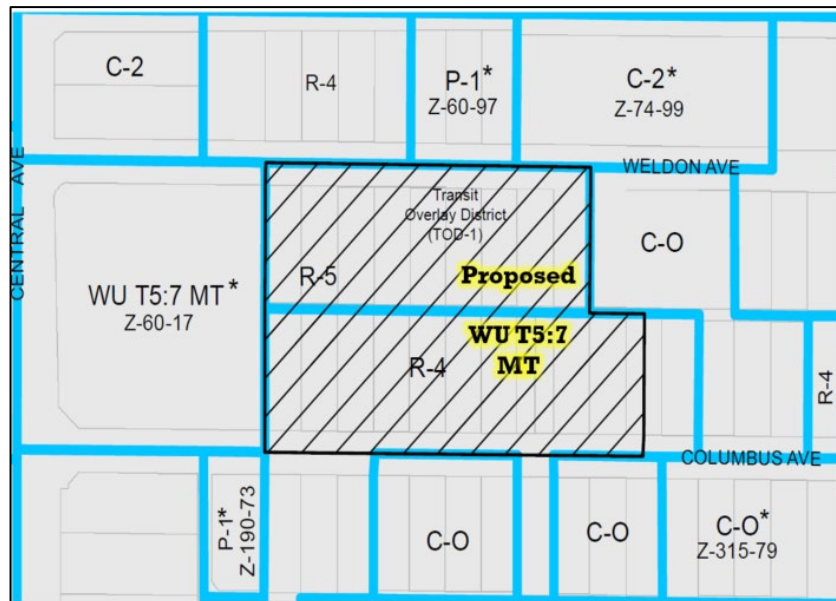 C-2
R-4
P-1*
Z-60-97
C-2*
Z-74-99
CENTRAL AVE
WELDON AVE
Transit
Overlay District
(TOD-1)
C-O
R-5
Proposed
WU T5:7 MT*
Z-60-17
WU T5:7
MT
R-4
R-4
COLUMBUS AVE
P-1*
Z-190-73
C-O
C-O
C-O*
Z-315-79